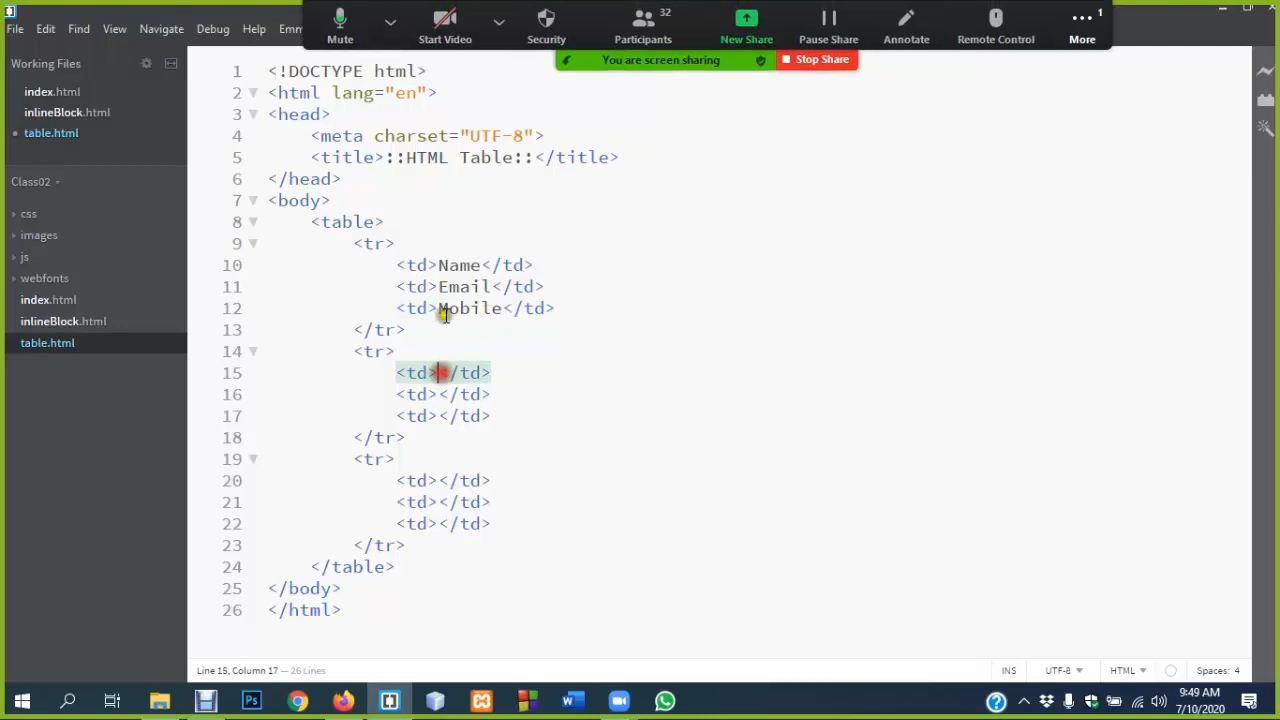 32
1
Mute
Start Video
Security
Participants
New Share
Pause Share
Annotate
Remote Control
More
You are screen sharing
Stop Share
File Edit Find View Navigate Debug Help Emm
Working Files
index.html
inlineBlock.html
table.html
Class02
css
images
js
webfonts
index.html
inlineBlock.html
table.html
1 <!DOCTYPE html>
2 <html lang="en">
3 <head>
4 <meta charset="UTF-8">
5 <title>::HTML Table::</title>
6 </head>
7 <body>
8 <table>
9 <tr>
10 <td>Name</td>
11 <td>Email</td>
12 <td>Mobile</td>
13 </tr>
14 <tr>
15 <td></td>
16 <td></td>
17 <td></td>
18 </tr>
19 <tr>
20 <td></td>
21 <td></td>
22 <td></td>
23 </tr>
24 </table>
25 </body>
26 </html>
Line 15, Column 17 — 26 Lines
INS UTF-8 HTML Spaces: 4
Ps
W
9:49 AM
7/10/2020